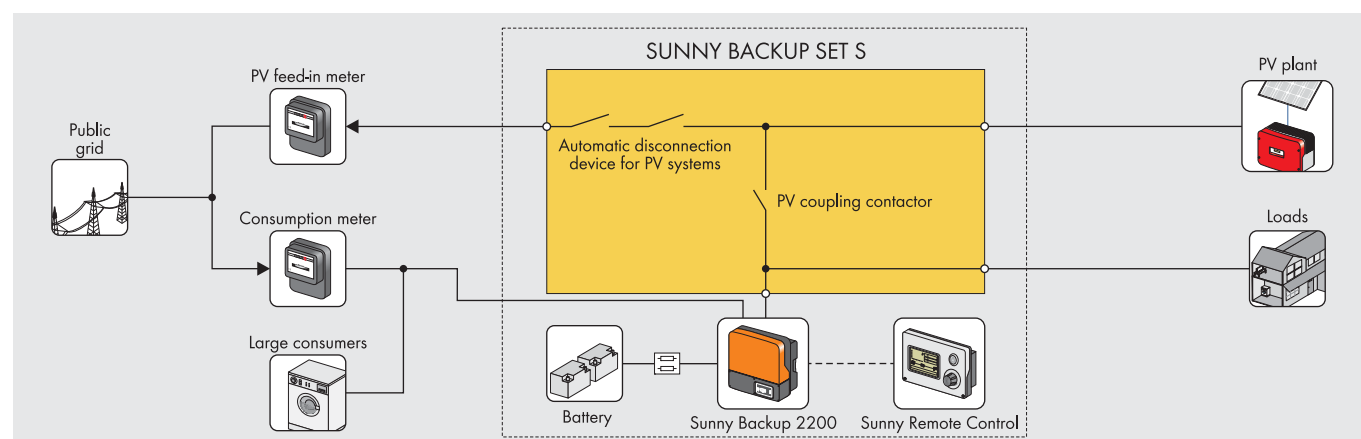 SUNNY BACKUP SET S
PV feed-in meter
PV plant
Public
grid
Automatic disconnection
device for PV systems
PV coupling contactor
Consumption meter
Loads
Large consumers
Battery
Sunny Backup 2200
Sunny Remote Control